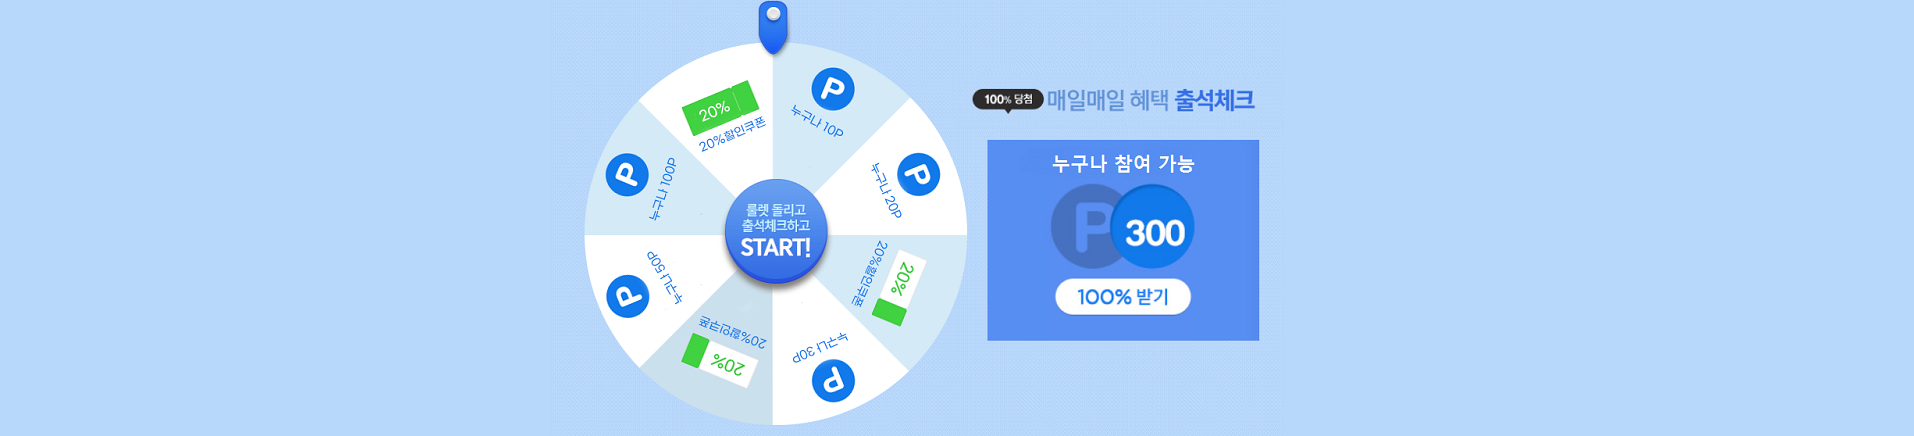 P
누구나 10P
P
누구나 20P
20%
20%할인쿠폰
P
누구나 30P
20%
20%할인쿠폰
P
누구나 50P
P
누구나 100P
20%
20%할인쿠폰
룰렛 돌리고
출석체크하고
START!
100% 당첨
매일매일 혜택 출석체크
누구나 참여 가능
P 300
100% 받기